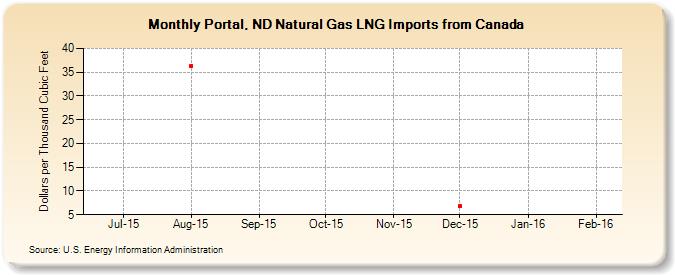 Monthly Portal, ND Natural Gas LNG Imports from Canada
Dollars per Thousand Cubic Feet
40
35
30
25
20
15
10
5
Jul-15 Aug-15 Sep-15 Oct-15 Nov-15 Dec-15 Jan-16 Feb-16
Source: U.S. Energy Information Administration